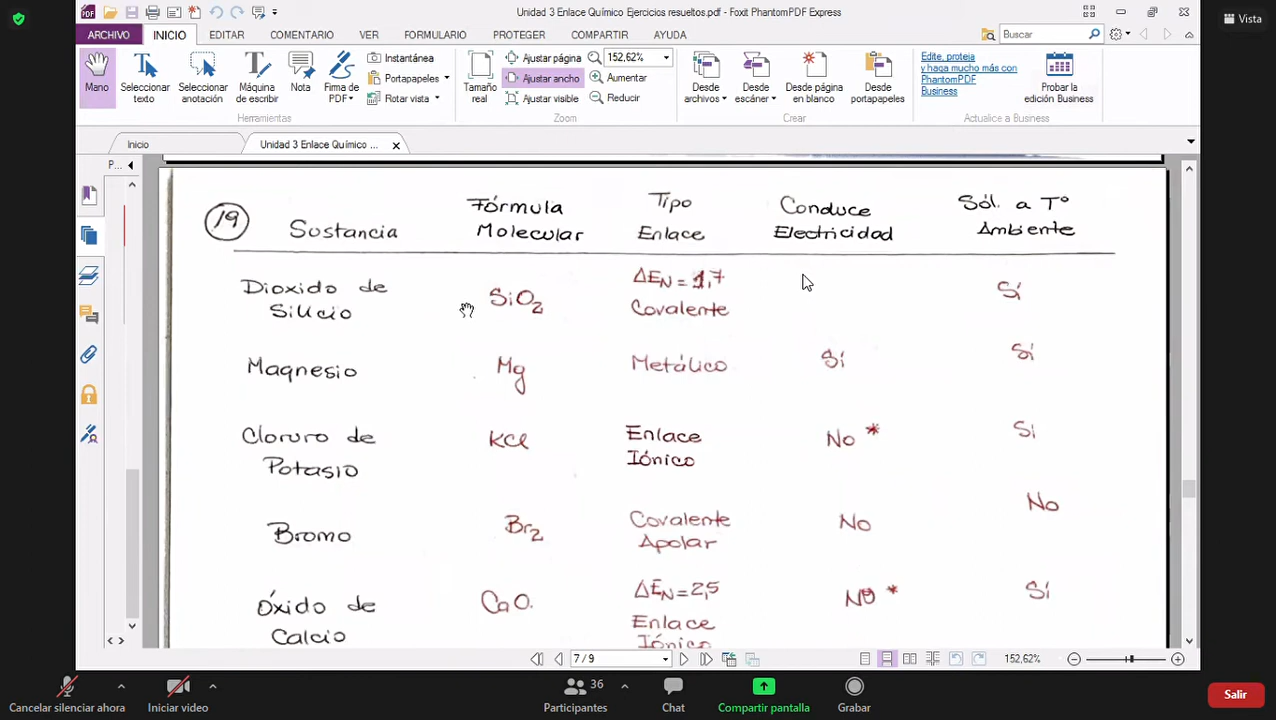 Unidad 3 Enlace Químico Ejercicios resueltos.pdf - Foxit PhantomPDF Express
Vista
ARCHIVO INICIO EDITAR COMENTARIO VER FORMULARIO PROTEGER COMPARTIR AYUDA
Buscar
Mano
Seleccionar texto
Seleccionar anotación
Máquina de escribir
Nota
Fima de PDF
Instantánea
Portapapeles
Rotar vista
Herramientas
Tamaño real
Ajustar página
Ajustar ancho
Ajustar visible
152,62%
Aumentar
Reducir
Zoom
Desde archivos
Desde escáner
Desde página en blanco
Desde portapapeles
Crear
Edite, proteja
y haga mucho más con
PhantomPDF
Business
Probar la edición Business
Actualice a Business
Inicio
Unidad 3 Enlace Químico ...
P...
19
Sustancia
Fórmula
Molecular
Tipo
Enlace
Conduce
Electricidad
Sól. a T°
Ambiente
Dioxido de
Silicio
SiO2
ΔEN = 1,7
Covalente
Sí
Magnesio
Mg
Metálico
Sí
Sí
Cloruro de
Potasio
KCl
Enlace
Iónico
No *
Si
Bromo
Br2
Covalente
Apolar
No
No
Óxido de
Calcio
CaO.
ΔEN = 2,5
Enlace
Iónico
NO *
Sí
7 / 9
152,62%
Cancelar silenciar ahora
Iniciar video
36
Participantes
Chat
Compartir pantalla
Grabar
Salir